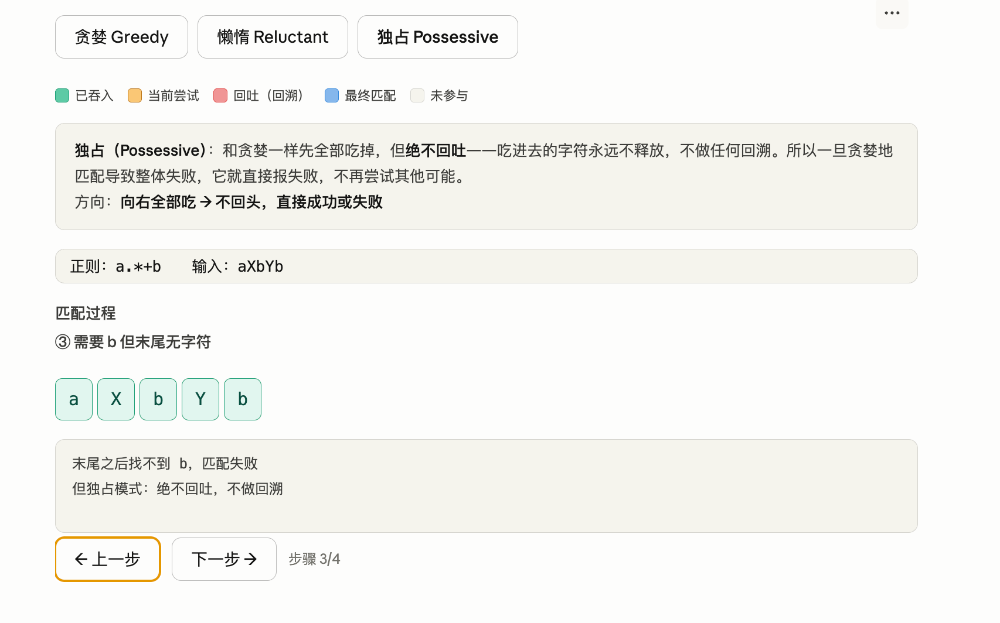 贪婪 Greedy 懒惰 Reluctant 独占 Possessive
已吞入 当前尝试 回吐（回溯） 最终匹配 未参与
独占（Possessive）：和贪婪一样先全部吃掉，但绝不回吐——吃进去的字符永远不释放，不做任何回溯。所以一旦贪婪地
匹配导致整体失败，它就直接报失败，不再尝试其他可能。
方向：向右全部吃 → 不回头，直接成功或失败
正则：a.*+b 输入：aXbYb
匹配过程
③ 需要 b 但末尾无字符
a X b Y b
末尾之后找不到 b，匹配失败
但独占模式：绝不回吐，不做回溯
← 上一步 下一步 → 步骤 3/4